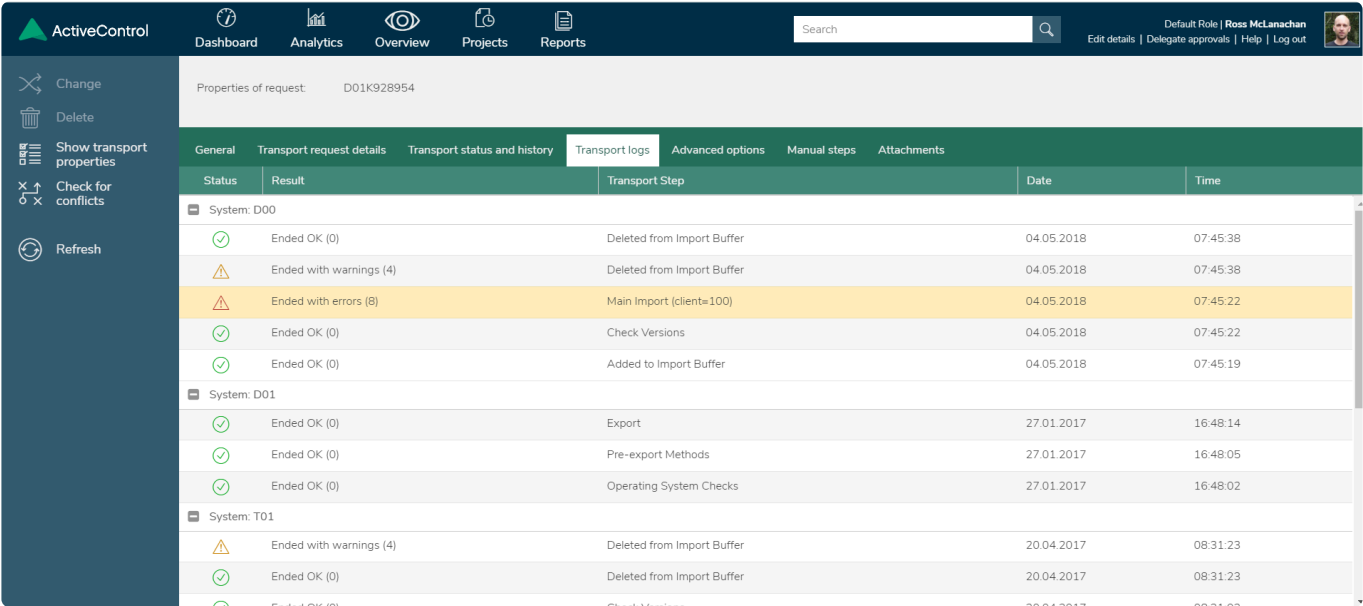 ActiveControl
Dashboard
Analytics
Overview
Projects
Reports
Search
Default Role | Ross McLanachan
Edit details | Delegate approvals | Help | Log out
Change
Delete
Show transport
properties
Check for
conflicts
Refresh
Properties of request: D01K928954
General Transport request details Transport status and history Transport logs Advanced options Manual steps Attachments
Status Result Transport Step Date Time
System: D00
Ended OK (0) Deleted from Import Buffer 04.05.2018 07:45:38
Ended with warnings (4) Deleted from Import Buffer 04.05.2018 07:45:38
Ended with errors (8) Main Import (client=100) 04.05.2018 07:45:22
Ended OK (0) Check Versions 04.05.2018 07:45:22
Ended OK (0) Added to Import Buffer 04.05.2018 07:45:19
System: D01
Ended OK (0) Export 27.01.2017 16:48:14
Ended OK (0) Pre-export Methods 27.01.2017 16:48:05
Ended OK (0) Operating System Checks 27.01.2017 16:48:02
System: T01
Ended with warnings (4) Deleted from Import Buffer 20.04.2017 08:31:23
Ended OK (0) Deleted from Import Buffer 20.04.2017 08:31:23